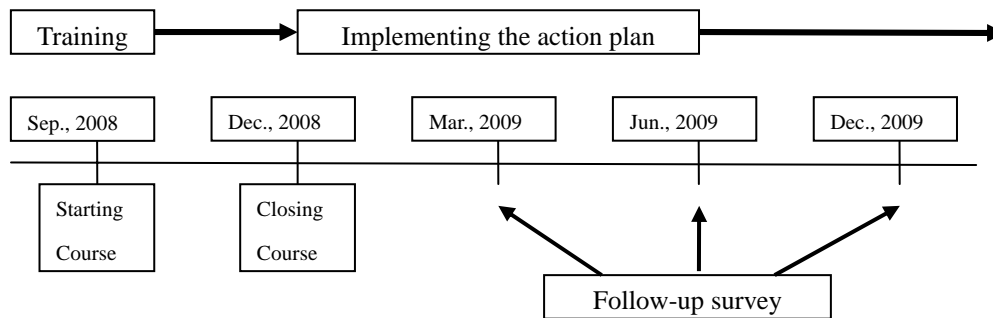 Training
Implementing the action plan
Sep., 2008
Dec., 2008
Mar., 2009
Jun., 2009
Dec., 2009
Starting
Course
Closing
Course
Follow-up survey